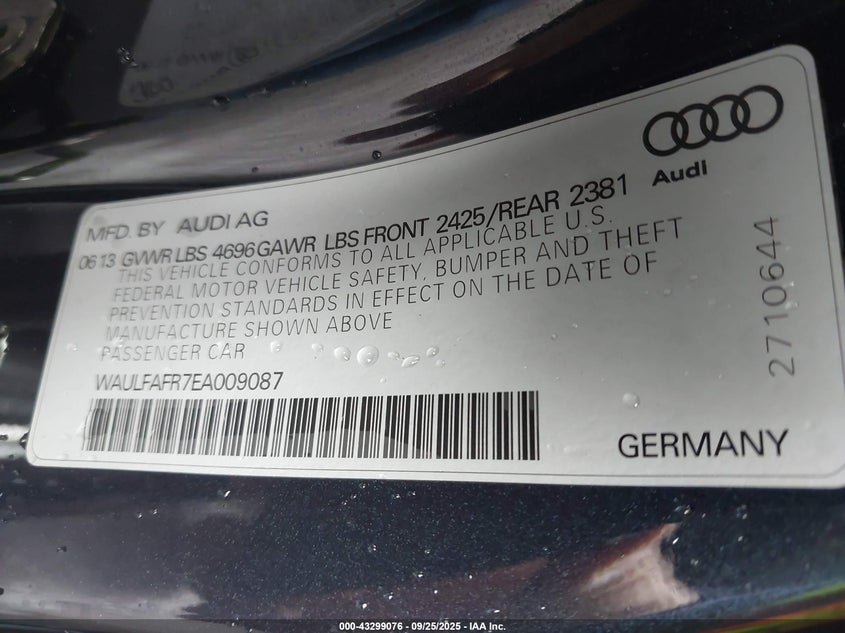 Audi
MFD. BY AUDI AG
0613 GVWR LBS 4696 GAWR LBS FRONT 2425/REAR 2381
THIS VEHICLE CONFORMS TO ALL APPLICABLE U.S.
FEDERAL MOTOR VEHICLE SAFETY, BUMPER AND THEFT
PREVENTION STANDARDS IN EFFECT ON THE DATE OF
MANUFACTURE SHOWN ABOVE
PASSENGER CAR
WAULFAFR7EA009087
GERMANY
2710644
000-43299076 - 09/25/2025 - IAA Inc.